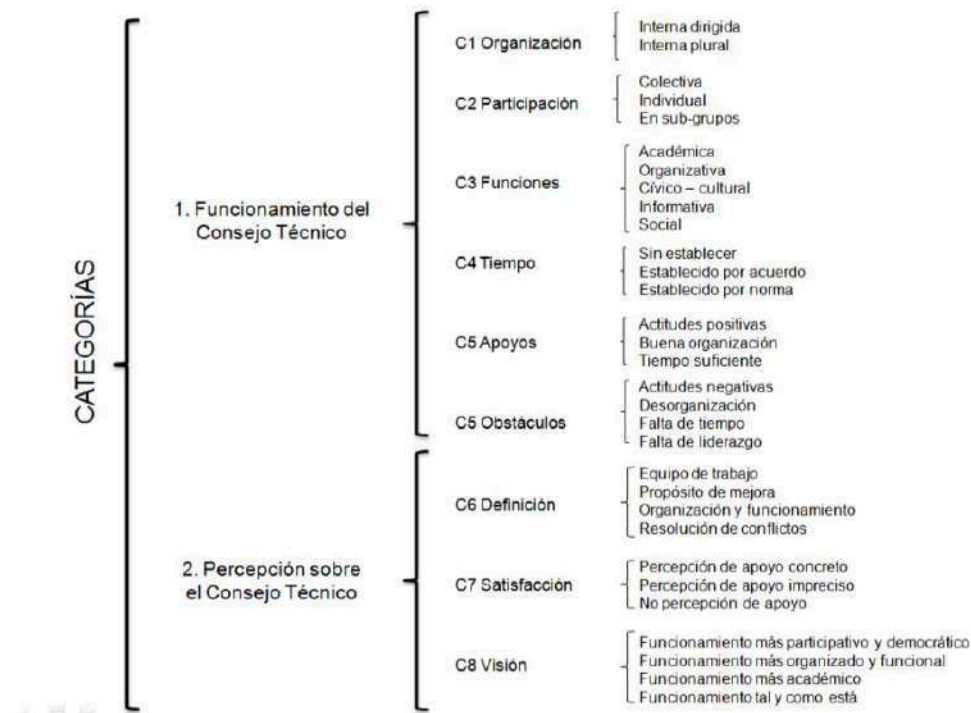 CATEGORÍAS
1. Funcionamiento del
Consejo Técnico
C1 Organización
Interna dirigida
Interna plural
C2 Participación
Colectiva
Individual
En sub-grupos
C3 Funciones
Académica
Organizativa
Cívico – cultural
Informativa
Social
C4 Tiempo
Sin establecer
Establecido por acuerdo
Establecido por norma
C5 Apoyos
Actitudes positivas
Buena organización
Tiempo suficiente
C5 Obstáculos
Actitudes negativas
Desorganización
Falta de tiempo
Falta de liderazgo
2. Percepción sobre
el Consejo Técnico
C6 Definición
Equipo de trabajo
Propósito de mejora
Organización y funcionamiento
Resolución de conflictos
C7 Satisfacción
Percepción de apoyo concreto
Percepción de apoyo impreciso
No percepción de apoyo
C8 Visión
Funcionamiento más participativo y democrático
Funcionamiento más organizado y funcional
Funcionamiento más académico
Funcionamiento tal y como está